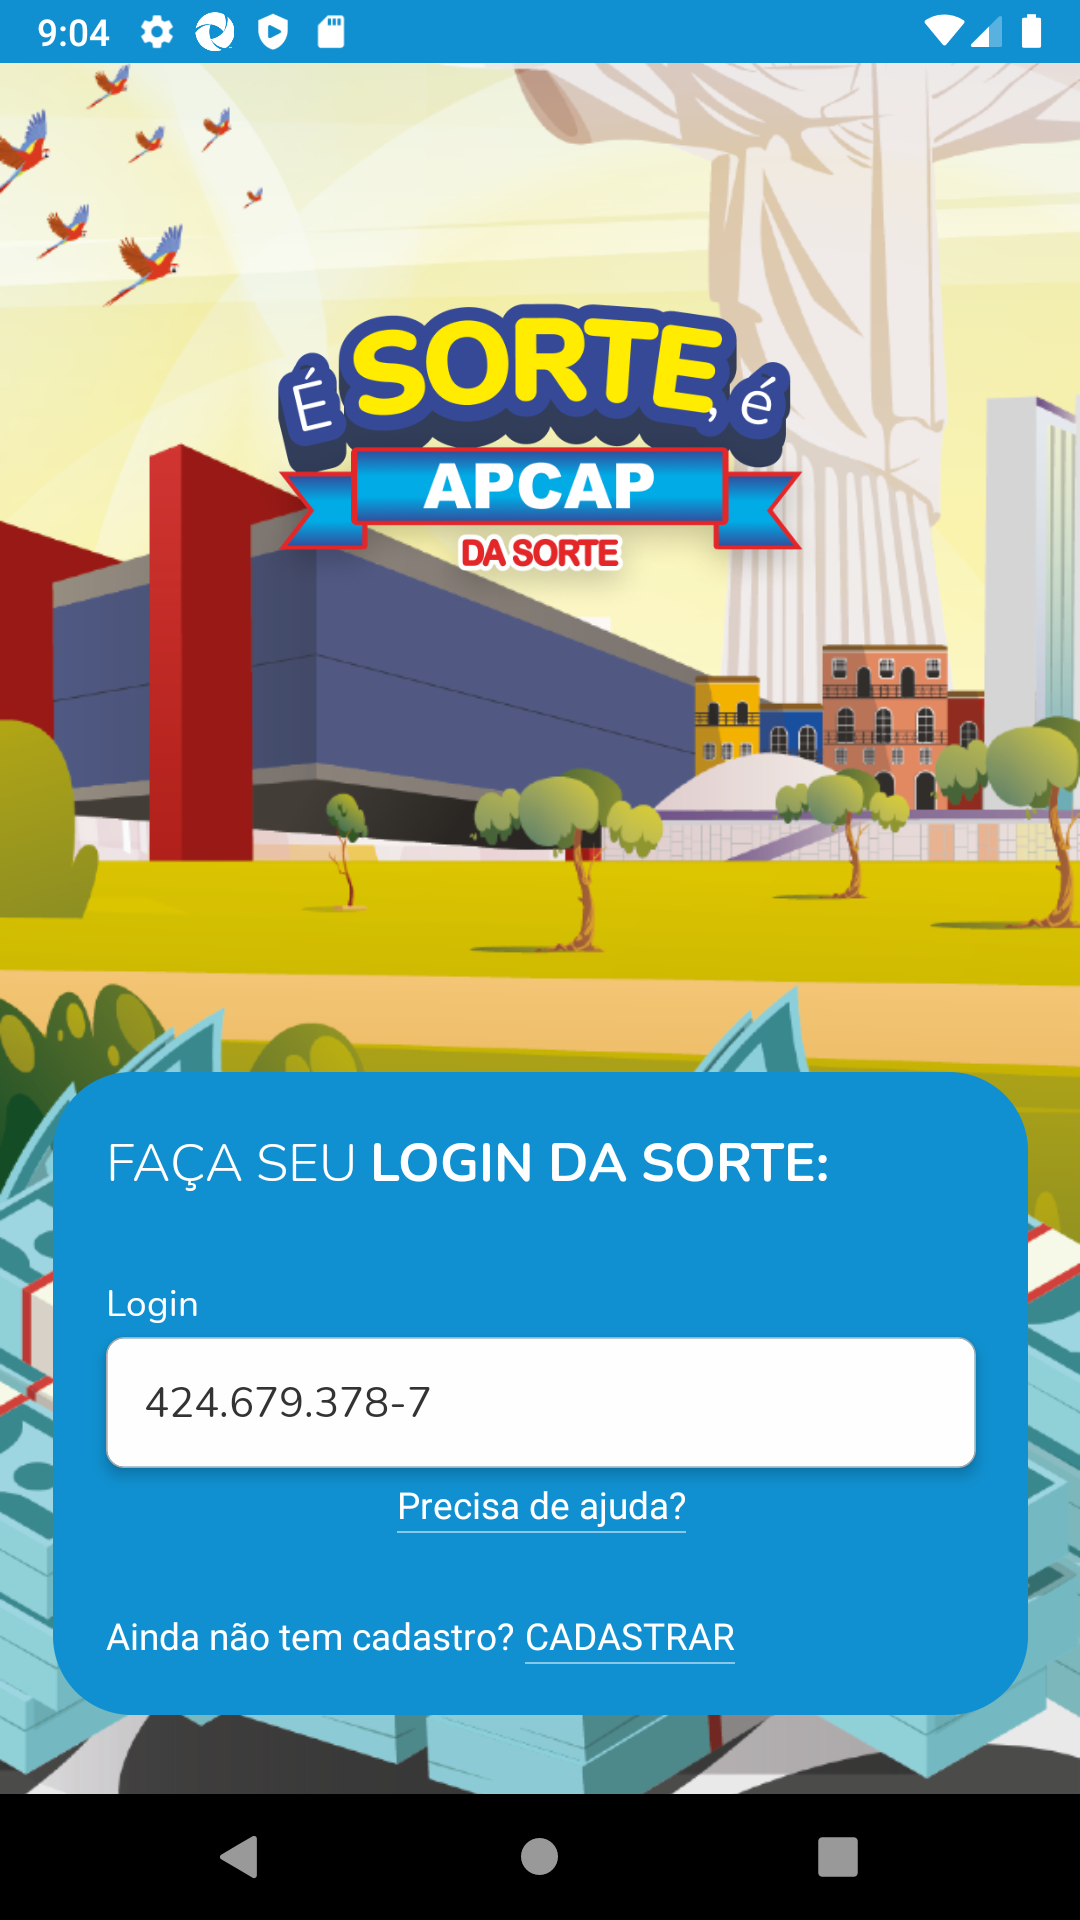 9:04
É SORTE, é
APCAP
DA SORTE
FAÇA SEU LOGIN DA SORTE:
Login
424.679.378-7
Precisa de ajuda?
Ainda não tem cadastro? CADASTRAR